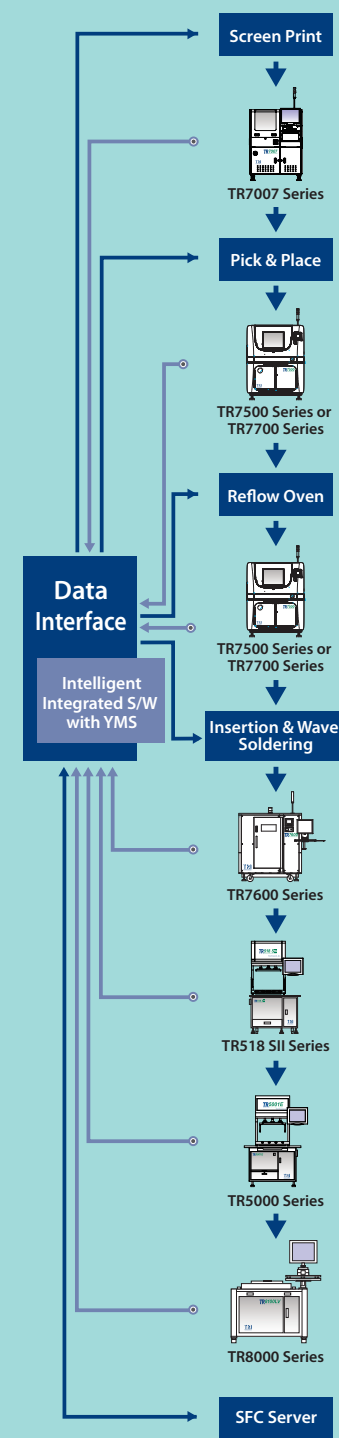 Screen Print
TR7007 Series
Pick & Place
TR7500 Series or
TR7700 Series
Reflow Oven
Data
Interface
Intelligent
Integrated S/W
with YMS
TR7500 Series or
TR7700 Series
Insertion & Wave
Soldering
TR7600 Series
TR518 SII Series
TR5001E
TR5000 Series
TR8000 Series
SFC Server